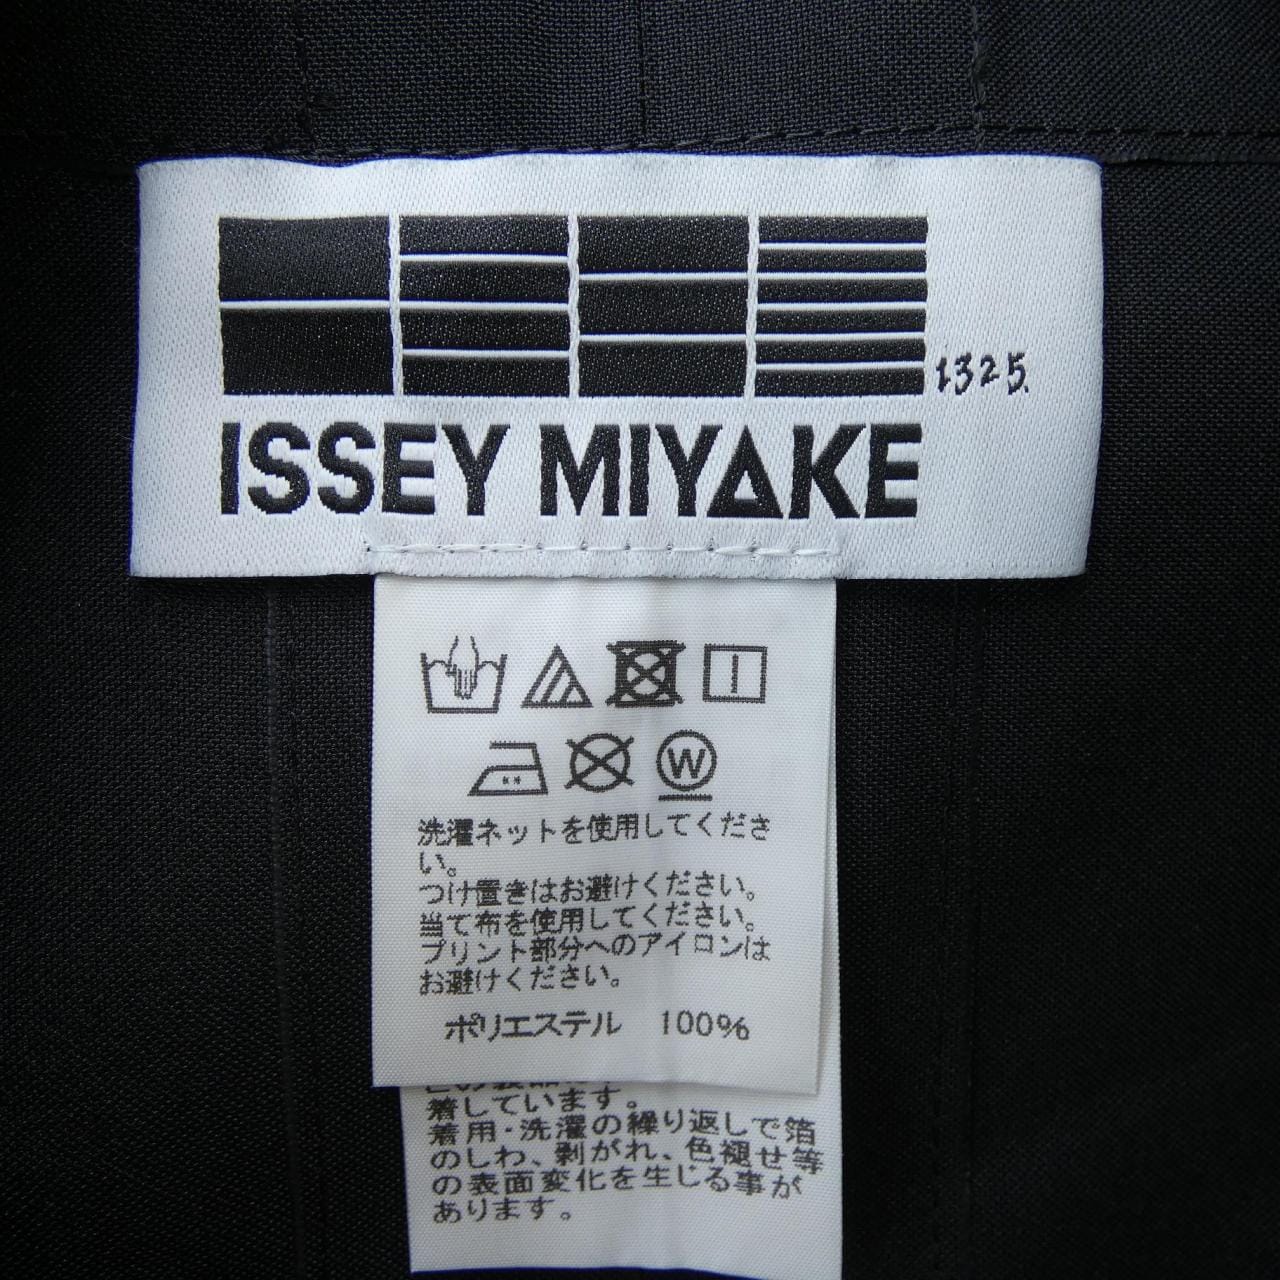 1325.
ISSEY MIYAKE
W
洗濯ネットを使用してくださ
い。
つけ置きはお避けください。
当て布を使用してください。
プリント部分へのアイロンは
お避けください。
ポリエステル 100%
着しています。
着用・洗濯の繰り返しで箔
のしわ、剥がれ、色褪せ等
の表面変化を生じる事が
あります。